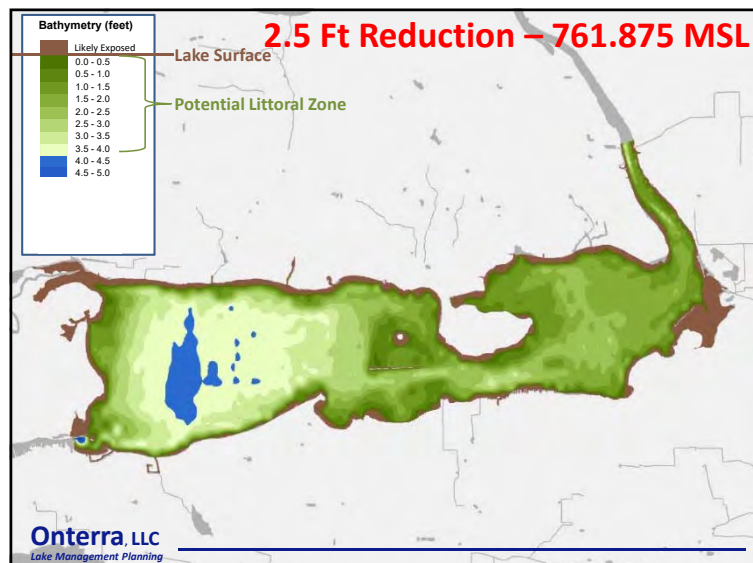 Bathymetry (feet)
2.5 Ft Reduction – 761.875 MSL
Likely Exposed
Lake Surface
0.0 - 0.5
0.5 - 1.0
1.0 - 1.5
1.5 - 2.0
2.0 - 2.5
2.5 - 3.0
3.0 - 3.5
3.5 - 4.0
4.0 - 4.5
4.5 - 5.0
Potential Littoral Zone
Onterra, LLC
Lake Management Planning